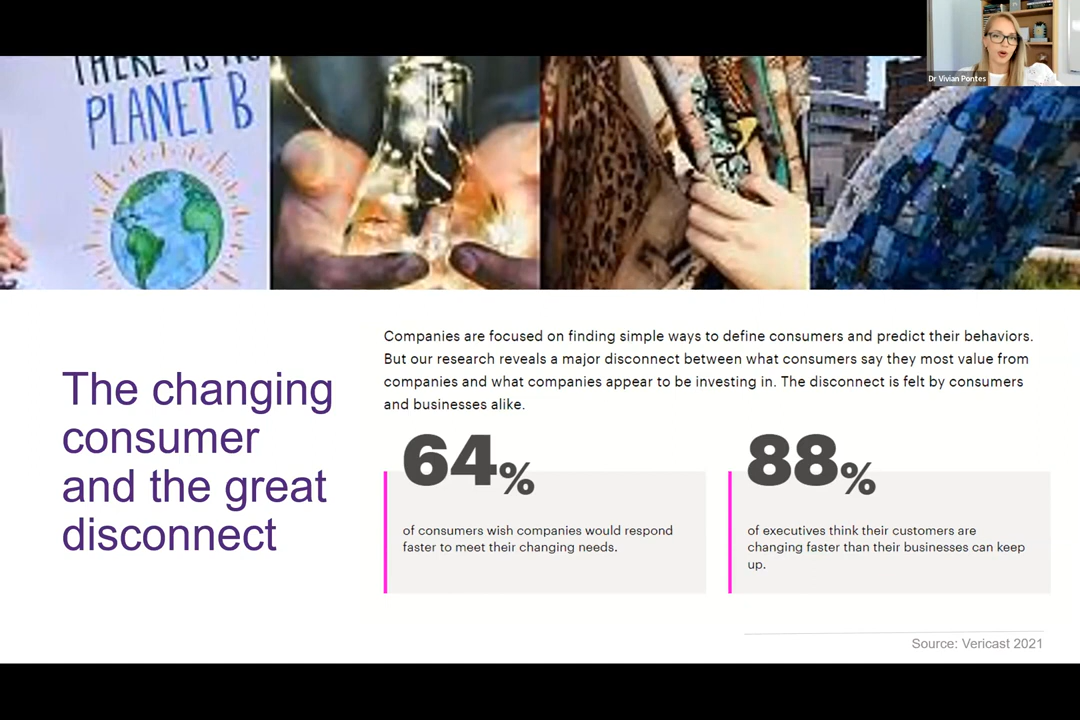 THERE IS NO
PLANET B
Dr Vivian Pontes
The changing
consumer
and the great
disconnect
Companies are focused on finding simple ways to define consumers and predict their behaviors.
But our research reveals a major disconnect between what consumers say they most value from
companies and what companies appear to be investing in. The disconnect is felt by consumers
and businesses alike.
64%
of consumers wish companies would respond
faster to meet their changing needs.
88%
of executives think their customers are
changing faster than their businesses can keep
up.
Source: Vericast 2021